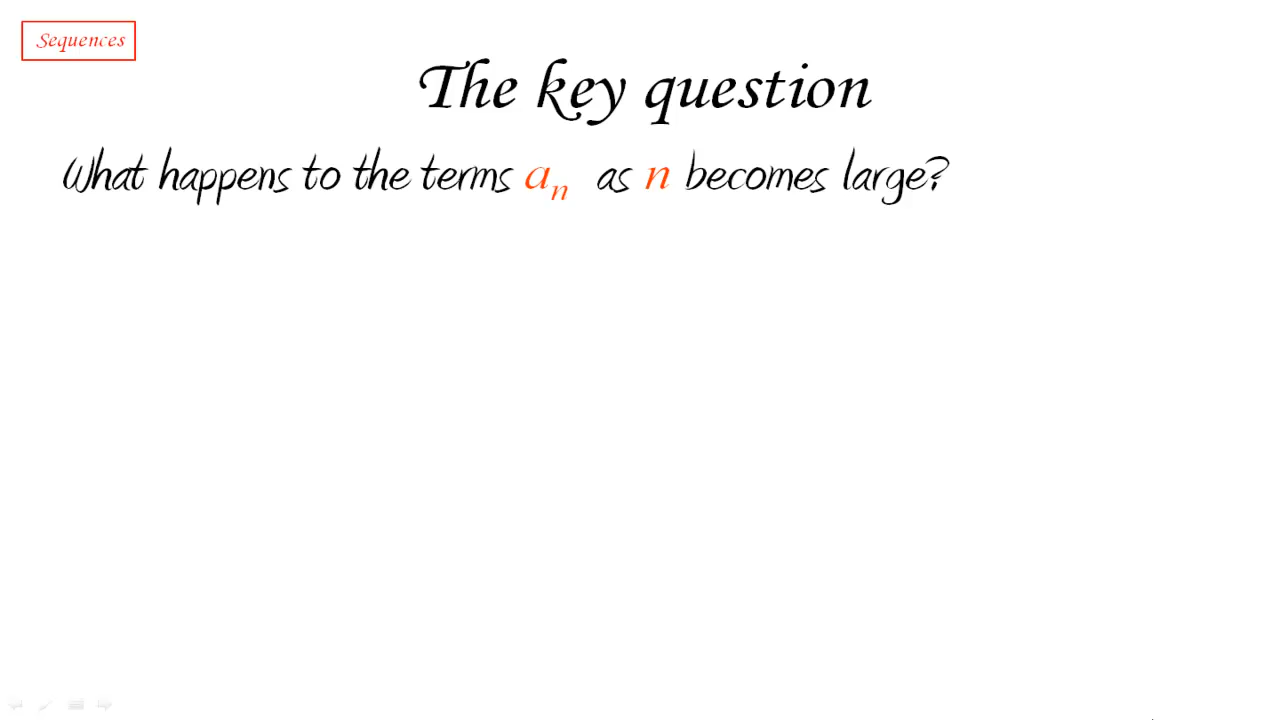 Sequences
The key question
What happens to the terms aₙ as n becomes large?